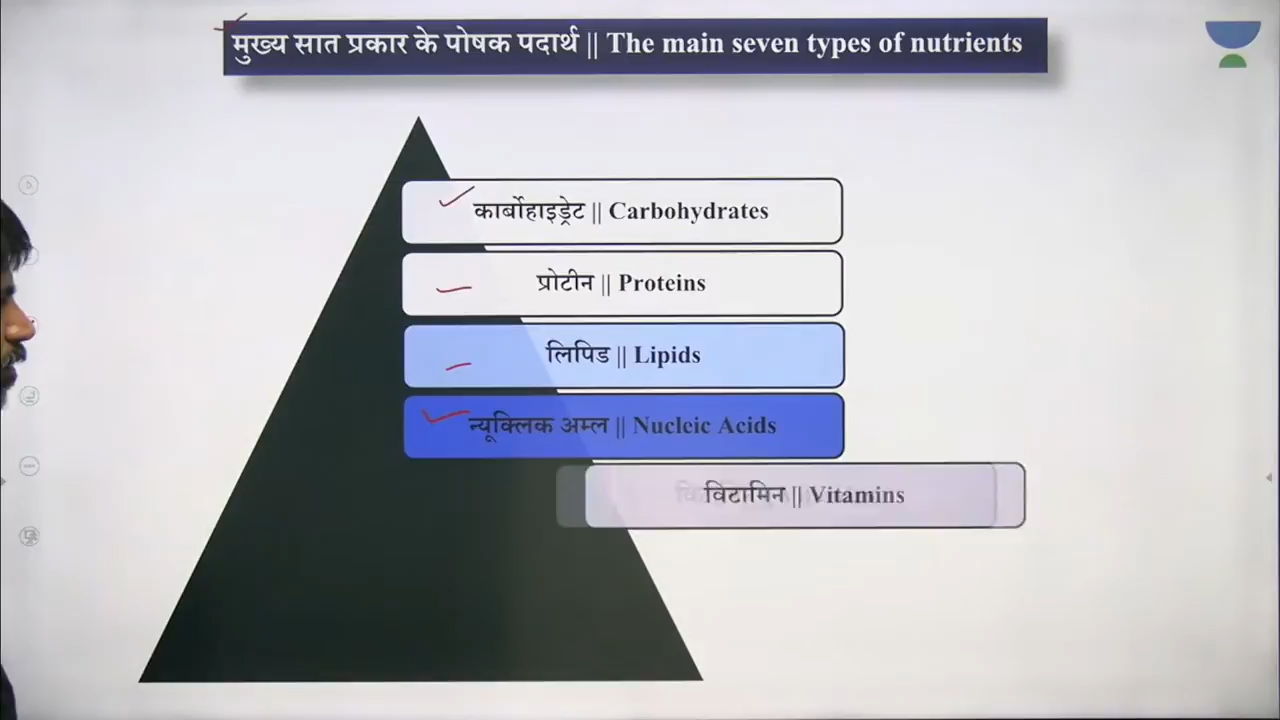 मुख्य सात प्रकार के पोषक पदार्थ || The main seven types of nutrients
कार्बोहाइड्रेट || Carbohydrates
प्रोटीन || Proteins
लिपिड || Lipids
न्यूक्लिक अम्ल || Nucleic Acids
विटामिन || Vitamins